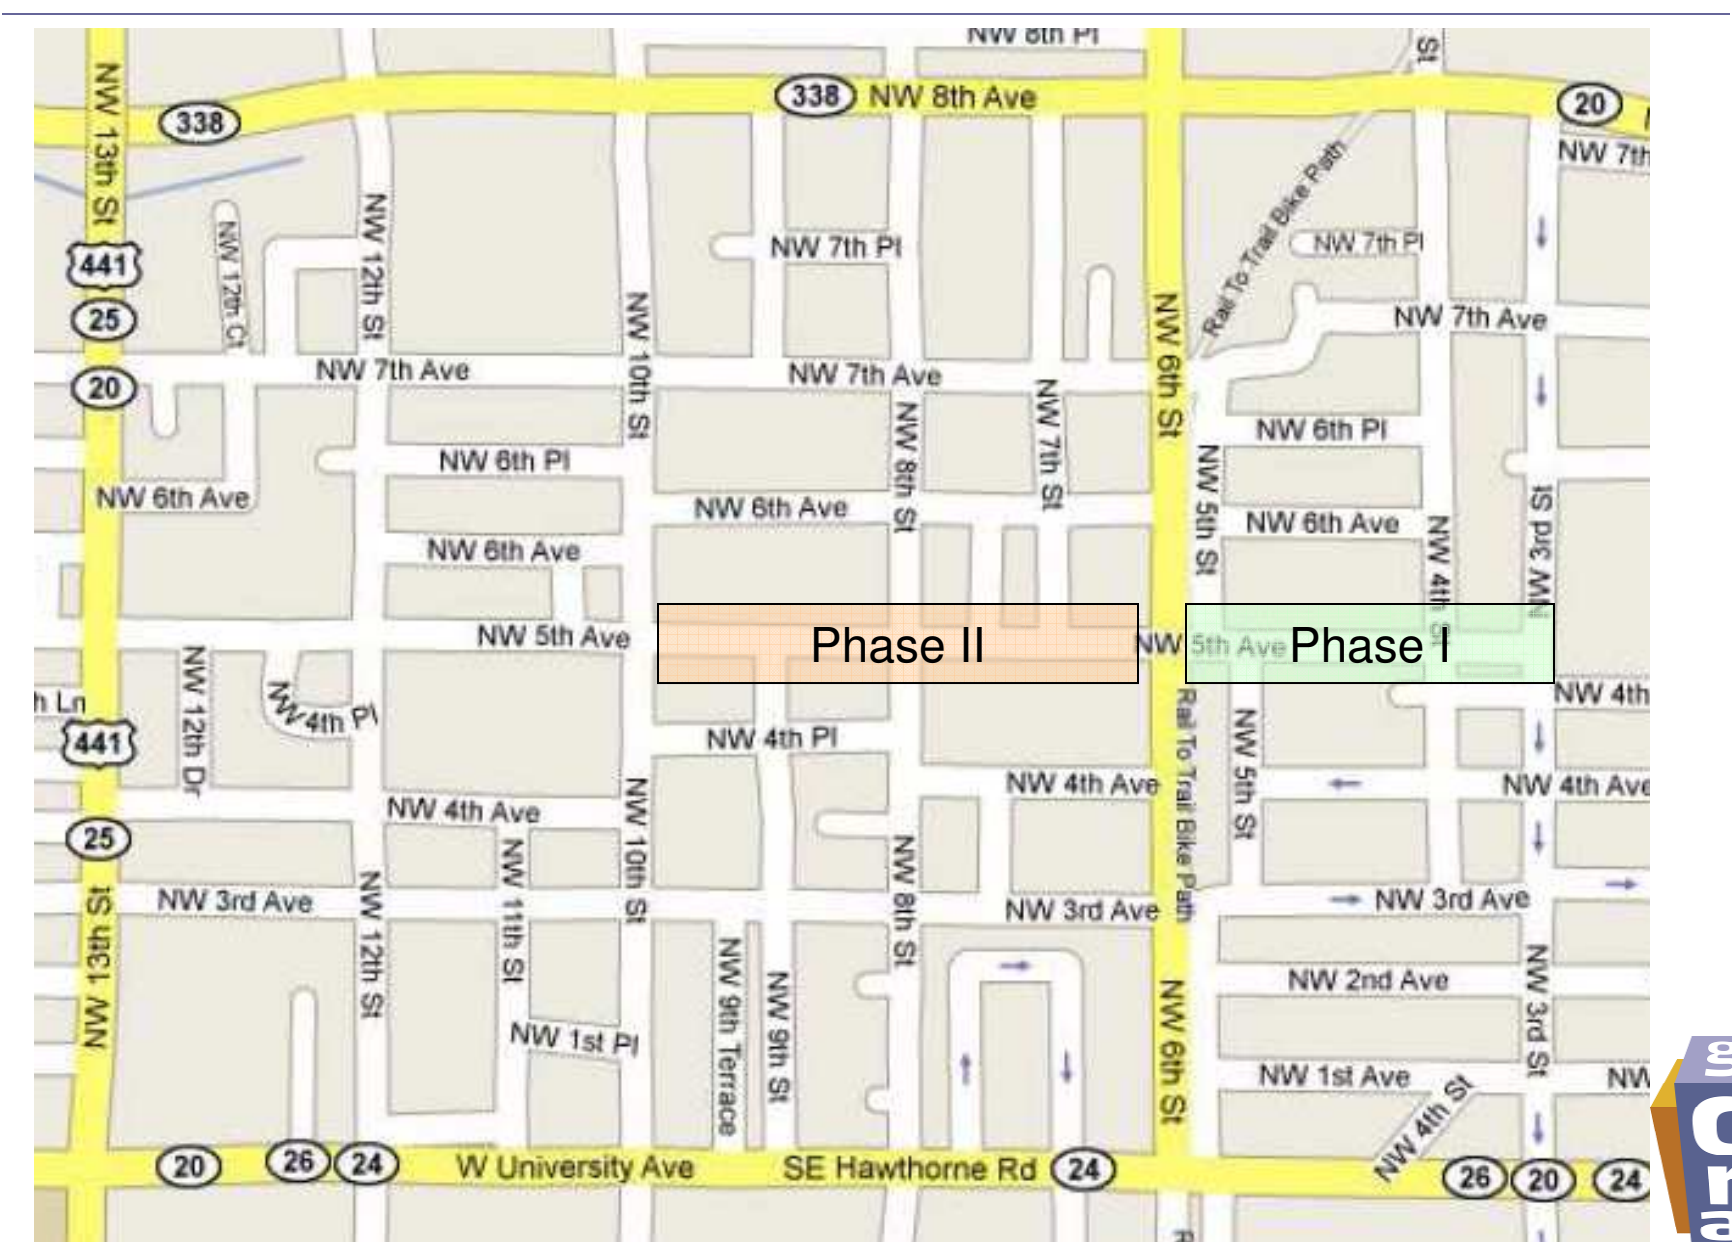 NW 8th Pl
St
338 NW 8th Ave
20
338
NW 13th St
NW 7th
Rail To Trail Bike Path
NW 12th St
NW 12th Ct
NW 7th Pl
NW 7th Pl
441
25
NW 10th St
NW 6th St
NW 7th Ave
NW 7th Ave
NW 7th Ave
20
NW 8th St
NW 7th St
NW 6th Pl
NW 6th Pl
NW 5th St
NW 6th Ave
NW 6th Ave
NW 6th Ave
NW 3rd St
NW 4th St
NW 6th Ave
NW 5th Ave
Phase II
NW 5th Ave
Phase I
NW 12th Dr
h Ln
NW 4th Pl
NW 4th
Rail To Trail Bike Path
NW 5th St
441
NW 4th Pl
NW 4th Ave
NW 4th Ave
NW 4th Ave
NW 10th St
25
NW 11th St
NW 8th St
NW 12th St
NW 13th St
NW 3rd Ave
NW 3rd Ave
NW 3rd Ave
NW 9th Terrace
NW 9th St
NW 2nd Ave
NW 3rd St
NW 6th St
NW 1st Pl
NW 1st Ave
NW
NW 4th St
20
26
24
W University Ave
SE Hawthorne Rd
24
26
20
24
g